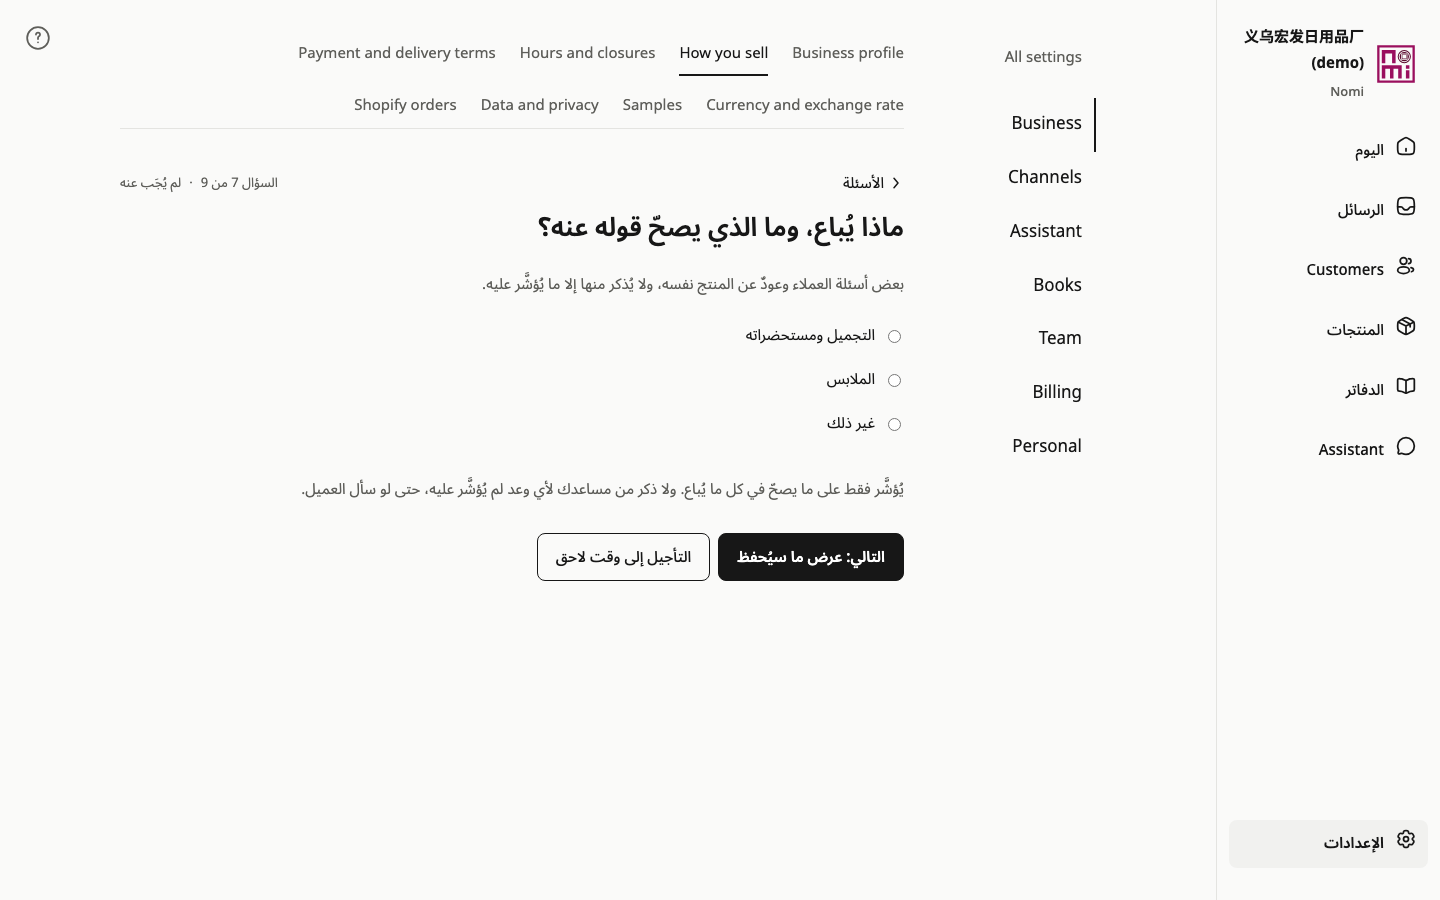 义乌宏发日用品厂
(demo)
Nomi
اليوم
الرسائل
Customers
المنتجات
الدفاتر
Assistant
الإعدادات
All settings
Business
Channels
Assistant
Books
Team
Billing
Personal
Business profile
How you sell
Hours and closures
Payment and delivery terms
Currency and exchange rate
Samples
Data and privacy
Shopify orders
الأسئلة
السؤال 7 من 9 · لم يُجَب عنه
ماذا يُباع، وما الذي يصحّ قوله عنه؟
بعض أسئلة العملاء وعودٌ عن المنتج نفسه، ولا يُذكر منها إلا ما يُؤشَّر عليه.
التجميل ومستحضراته
الملابس
غير ذلك
يُؤشَّر فقط على ما يصحّ في كل ما يُباع. ولا ذكر من مساعدك لأي وعد لم يُؤشَّر عليه، حتى لو سأل العميل.
التالي: عرض ما سيُحفظ
التأجيل إلى وقت لاحق